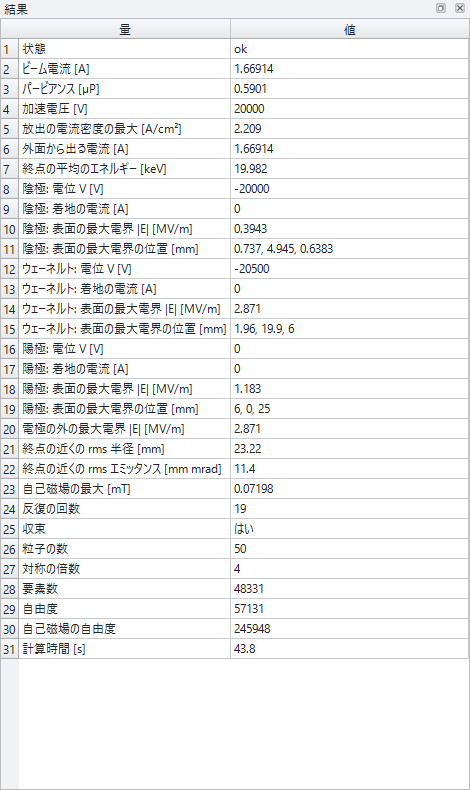 結果
量 値
1 状態 ok
2 ビーム電流 [A] 1.66914
3 パービアンス [µP] 0.5901
4 加速電圧 [V] 20000
5 放出の電流密度の最大 [A/cm²] 2.209
6 外面から出る電流 [A] 1.66914
7 終点の平均のエネルギー [keV] 19.982
8 陰極: 電位 V [V] -20000
9 陰極: 着地の電流 [A] 0
10 陰極: 表面の最大電界 |E| [MV/m] 0.3943
11 陰極: 表面の最大電界の位置 [mm] 0.737, 4.945, 0.6383
12 ウェーネルト: 電位 V [V] -20500
13 ウェーネルト: 着地の電流 [A] 0
14 ウェーネルト: 表面の最大電界 |E| [MV/m] 2.871
15 ウェーネルト: 表面の最大電界の位置 [mm] 1.96, 19.9, 6
16 陽極: 電位 V [V] 0
17 陽極: 着地の電流 [A] 0
18 陽極: 表面の最大電界 |E| [MV/m] 1.183
19 陽極: 表面の最大電界の位置 [mm] 6, 0, 25
20 電極の外の最大電界 |E| [MV/m] 2.871
21 終点の近くの rms 半径 [mm] 23.22
22 終点の近くの rms エミッタンス [mm mrad] 11.4
23 自己磁場の最大 [mT] 0.07198
24 反復の回数 19
25 収束 はい
26 粒子の数 50
27 対称の倍数 4
28 要素数 48331
29 自由度 57131
30 自己磁場の自由度 245948
31 計算時間 [s] 43.8